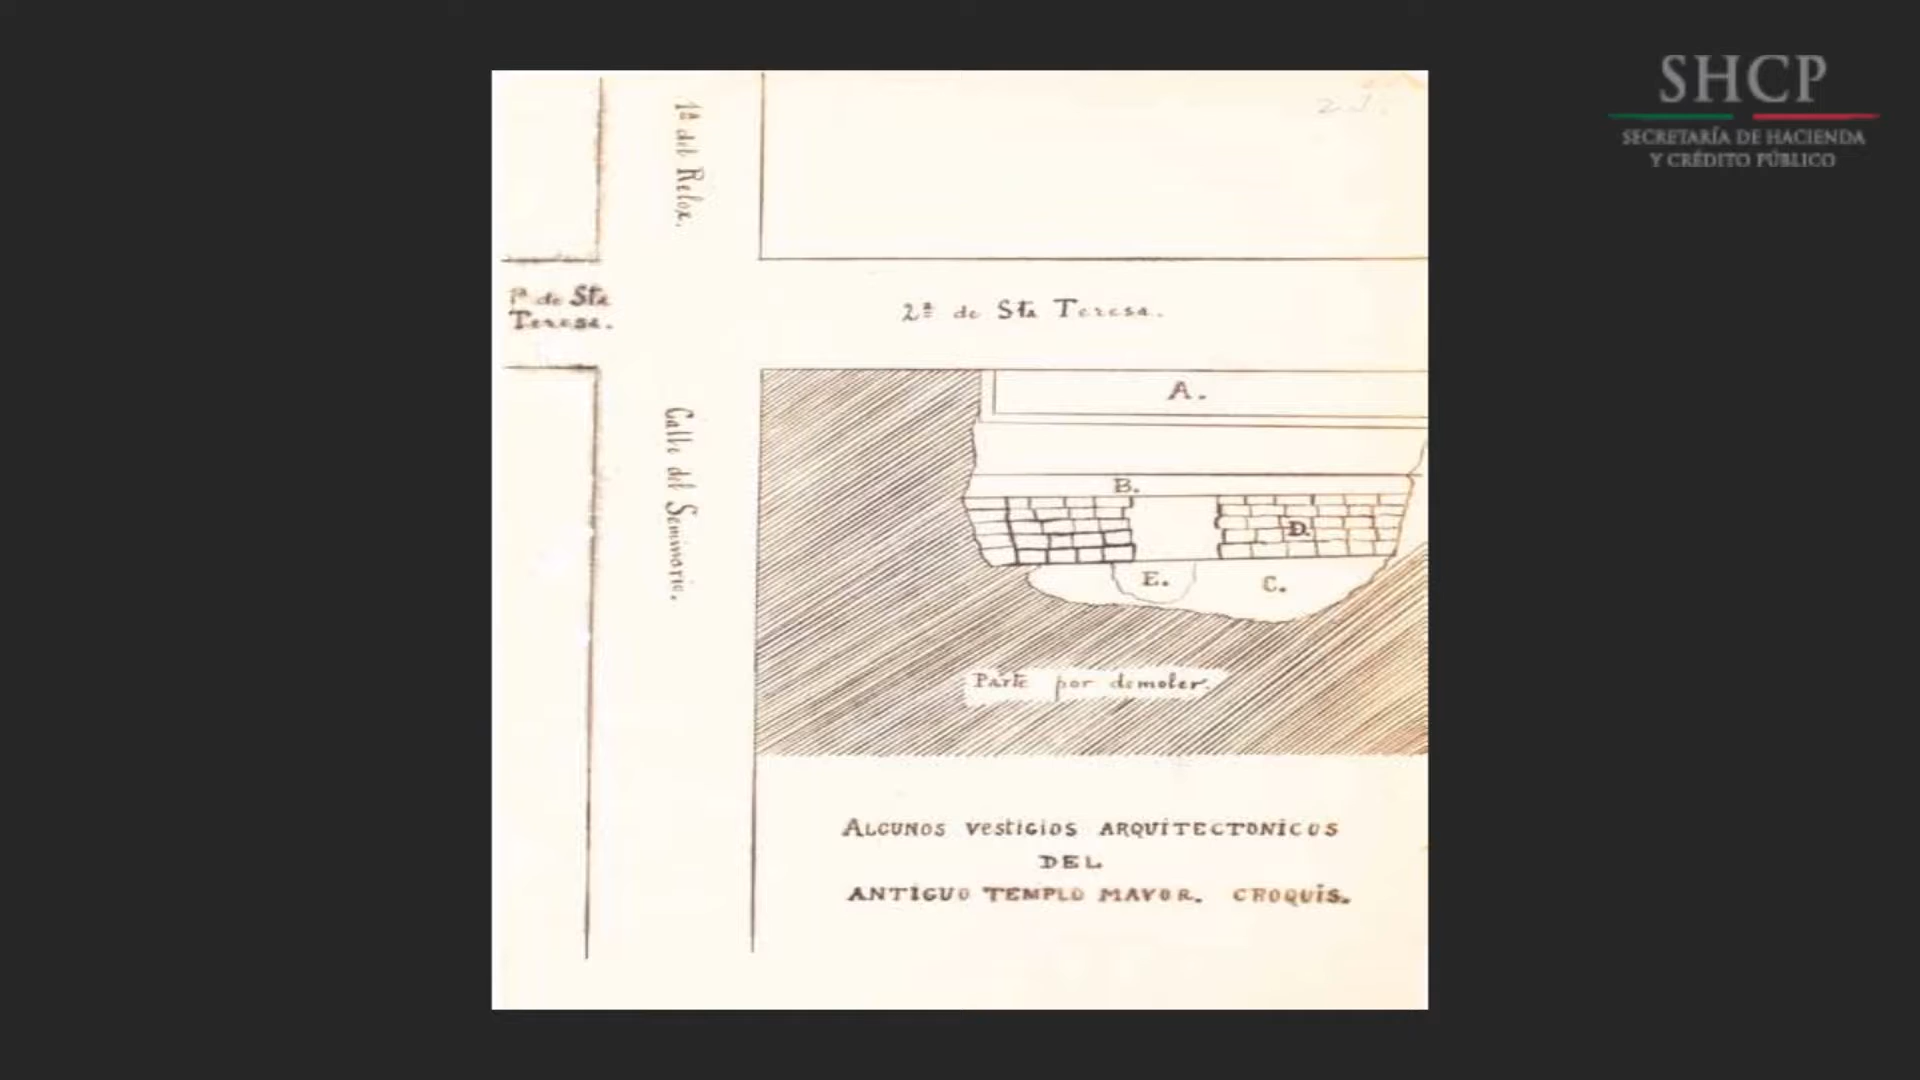 SHCP
SECRETARÍA DE HACIENDA
Y CRÉDITO PÚBLICO
1ª del Relox.
1ª de Sta
Teresa.
2ª de Sta Teresa.
Calle del Seminario.
A.
B.
D.
E.
C.
Parte por demoler.
ALGUNOS VESTIGIOS ARQUITECTONICOS
DEL
ANTIGUO TEMPLO MAYOR. CROQUIS.